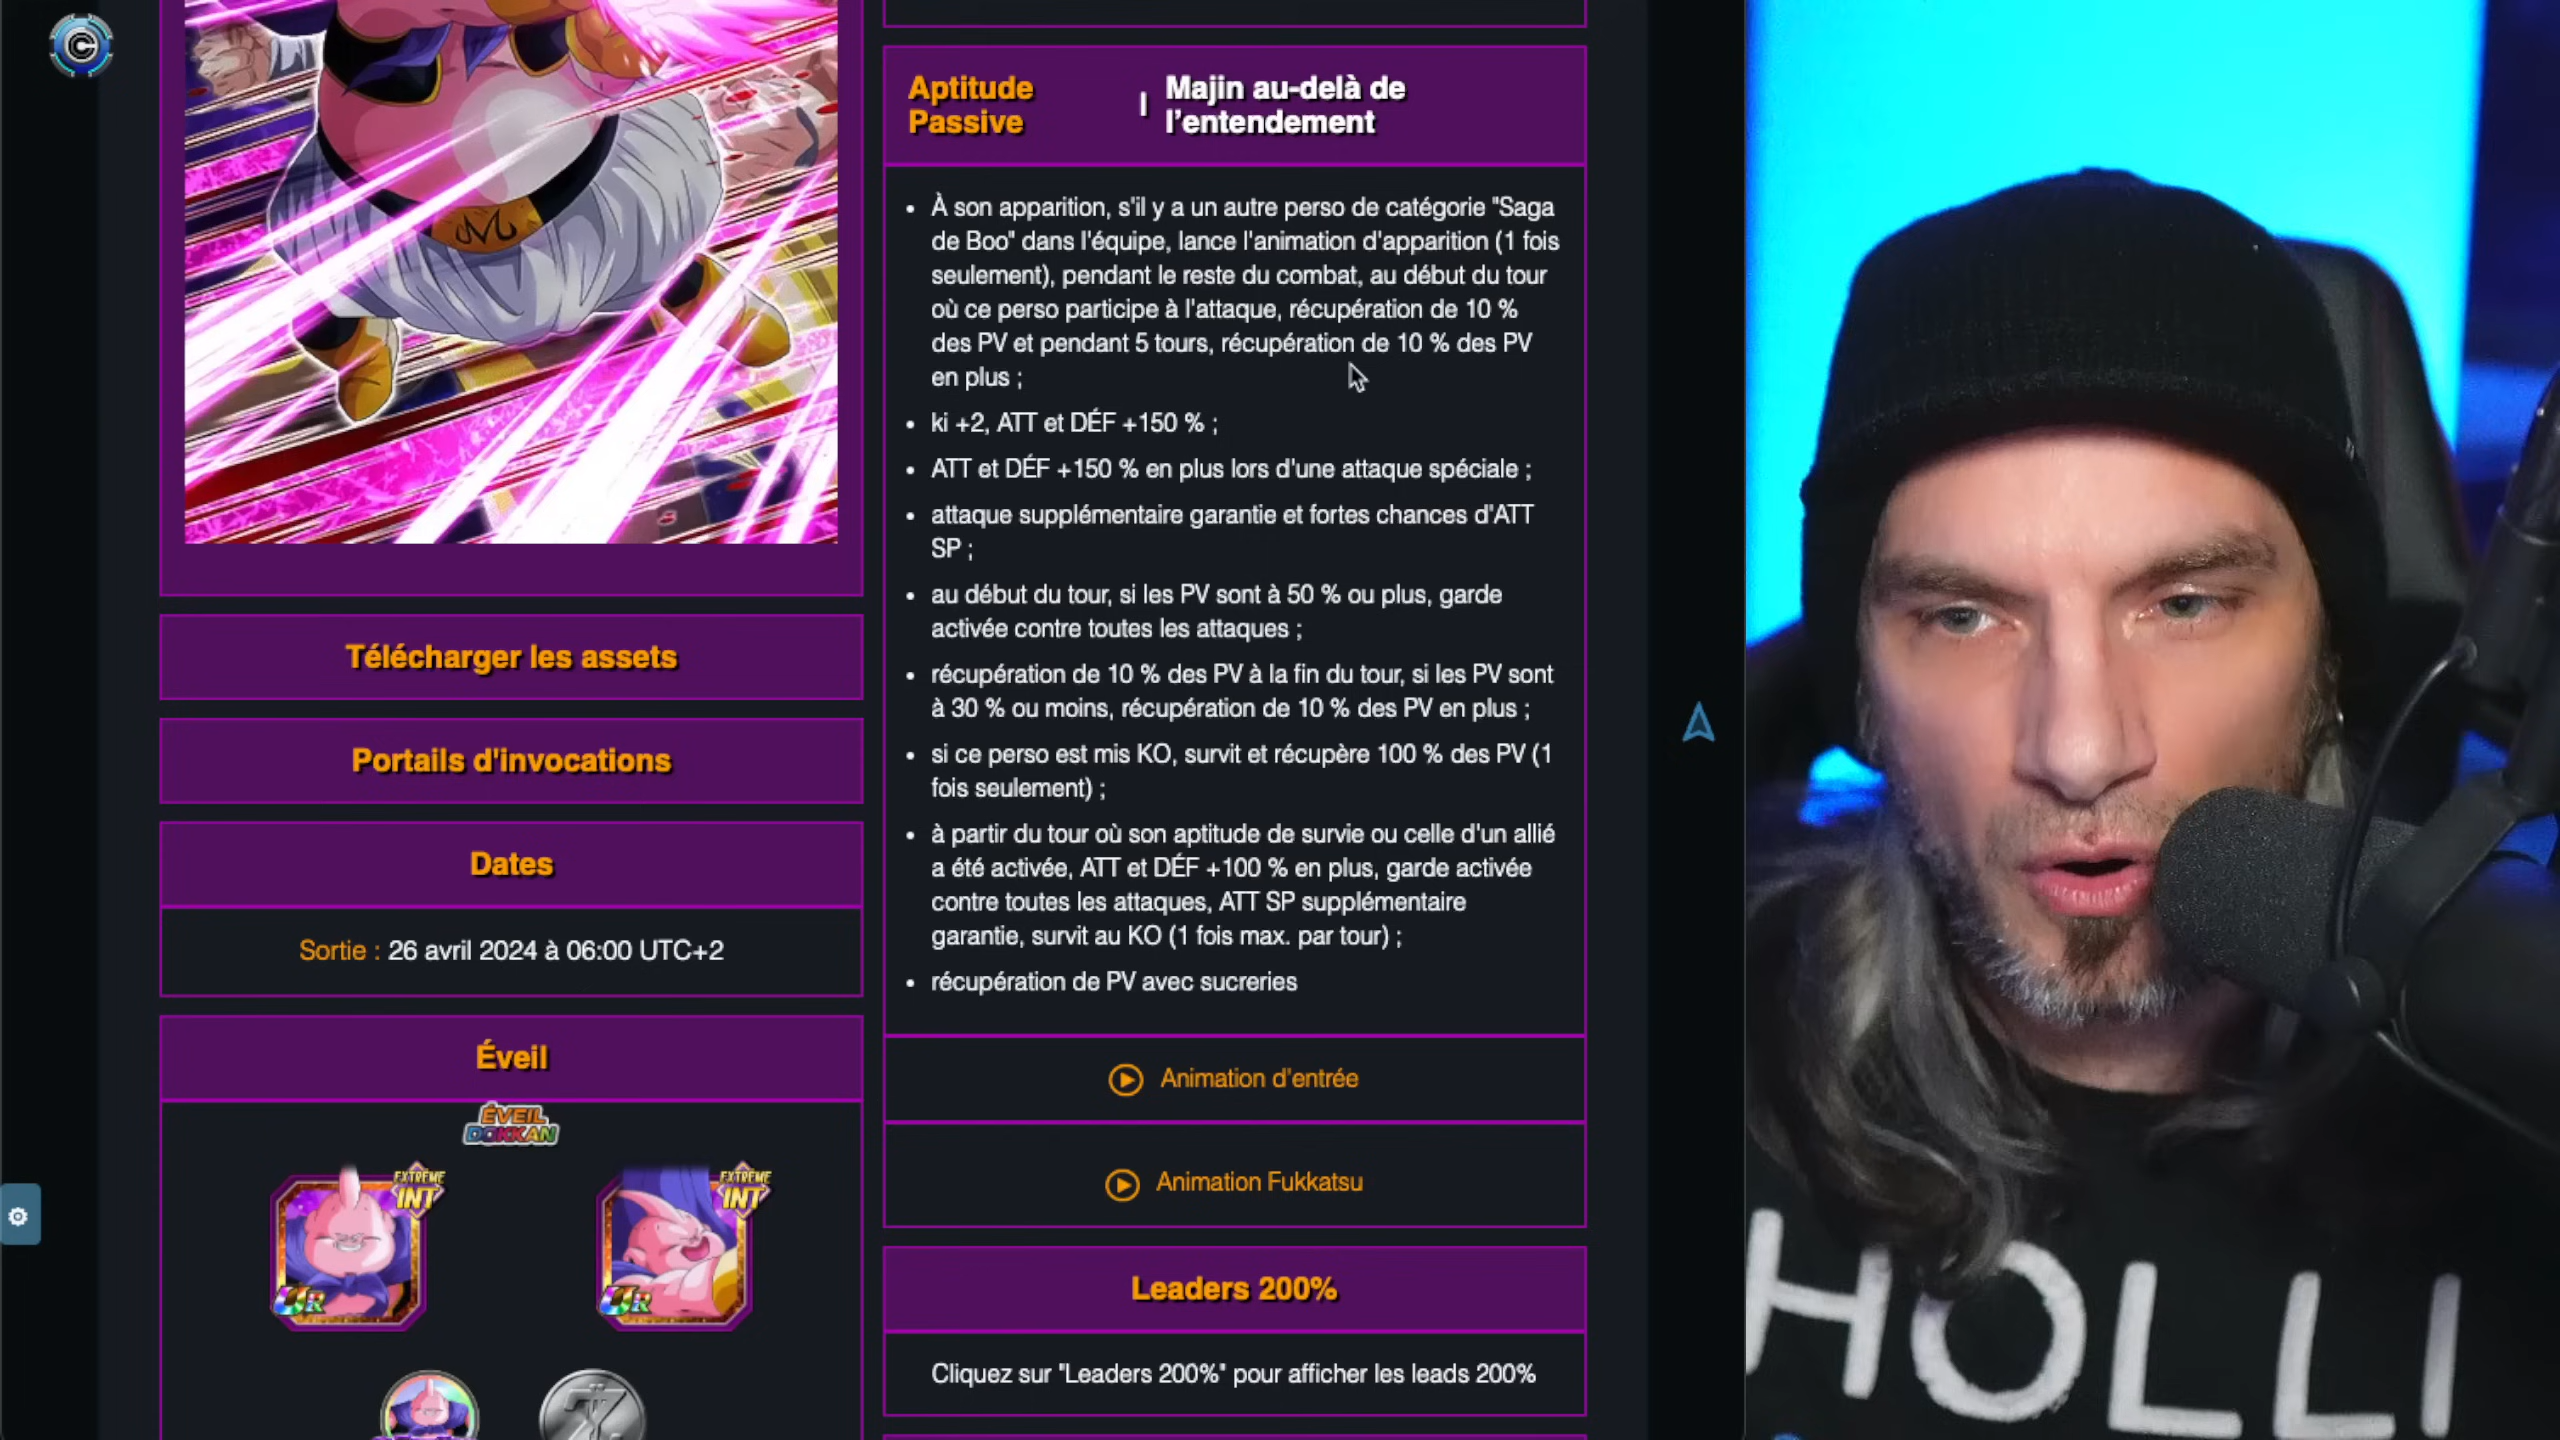 Aptitude
Passive
Majin au-delà de
l'entendement
À son apparition, s'il y a un autre perso de catégorie "Saga
de Boo" dans l'équipe, lance l'animation d'apparition (1 fois
seulement), pendant le reste du combat, au début du tour
où ce perso participe à l'attaque, récupération de 10 %
des PV et pendant 5 tours, récupération de 10 % des PV
en plus ;
ki +2, ATT et DÉF +150 % ;
ATT et DÉF +150 % en plus lors d'une attaque spéciale ;
attaque supplémentaire garantie et fortes chances d'ATT
SP ;
au début du tour, si les PV sont à 50 % ou plus, garde
activée contre toutes les attaques ;
récupération de 10 % des PV à la fin du tour, si les PV sont
à 30 % ou moins, récupération de 10 % des PV en plus ;
si ce perso est mis KO, survit et récupère 100 % des PV (1
fois seulement) ;
à partir du tour où son aptitude de survie ou celle d'un allié
a été activée, ATT et DÉF +100 % en plus, garde activée
contre toutes les attaques, ATT SP supplémentaire
garantie, survit au KO (1 fois max. par tour) ;
récupération de PV avec sucreries
Animation d'entrée
Animation Fukkatsu
Leaders 200%
Cliquez sur "Leaders 200%" pour afficher les leads 200%
Télécharger les assets
Portails d'invocations
Dates
Sortie : 26 avril 2024 à 06:00 UTC+2
Éveil
ÉVEIL
DOKKAN
EXTRÊME
INT
UR
EXTRÊME
INT
UR
Z
M
HOLLI